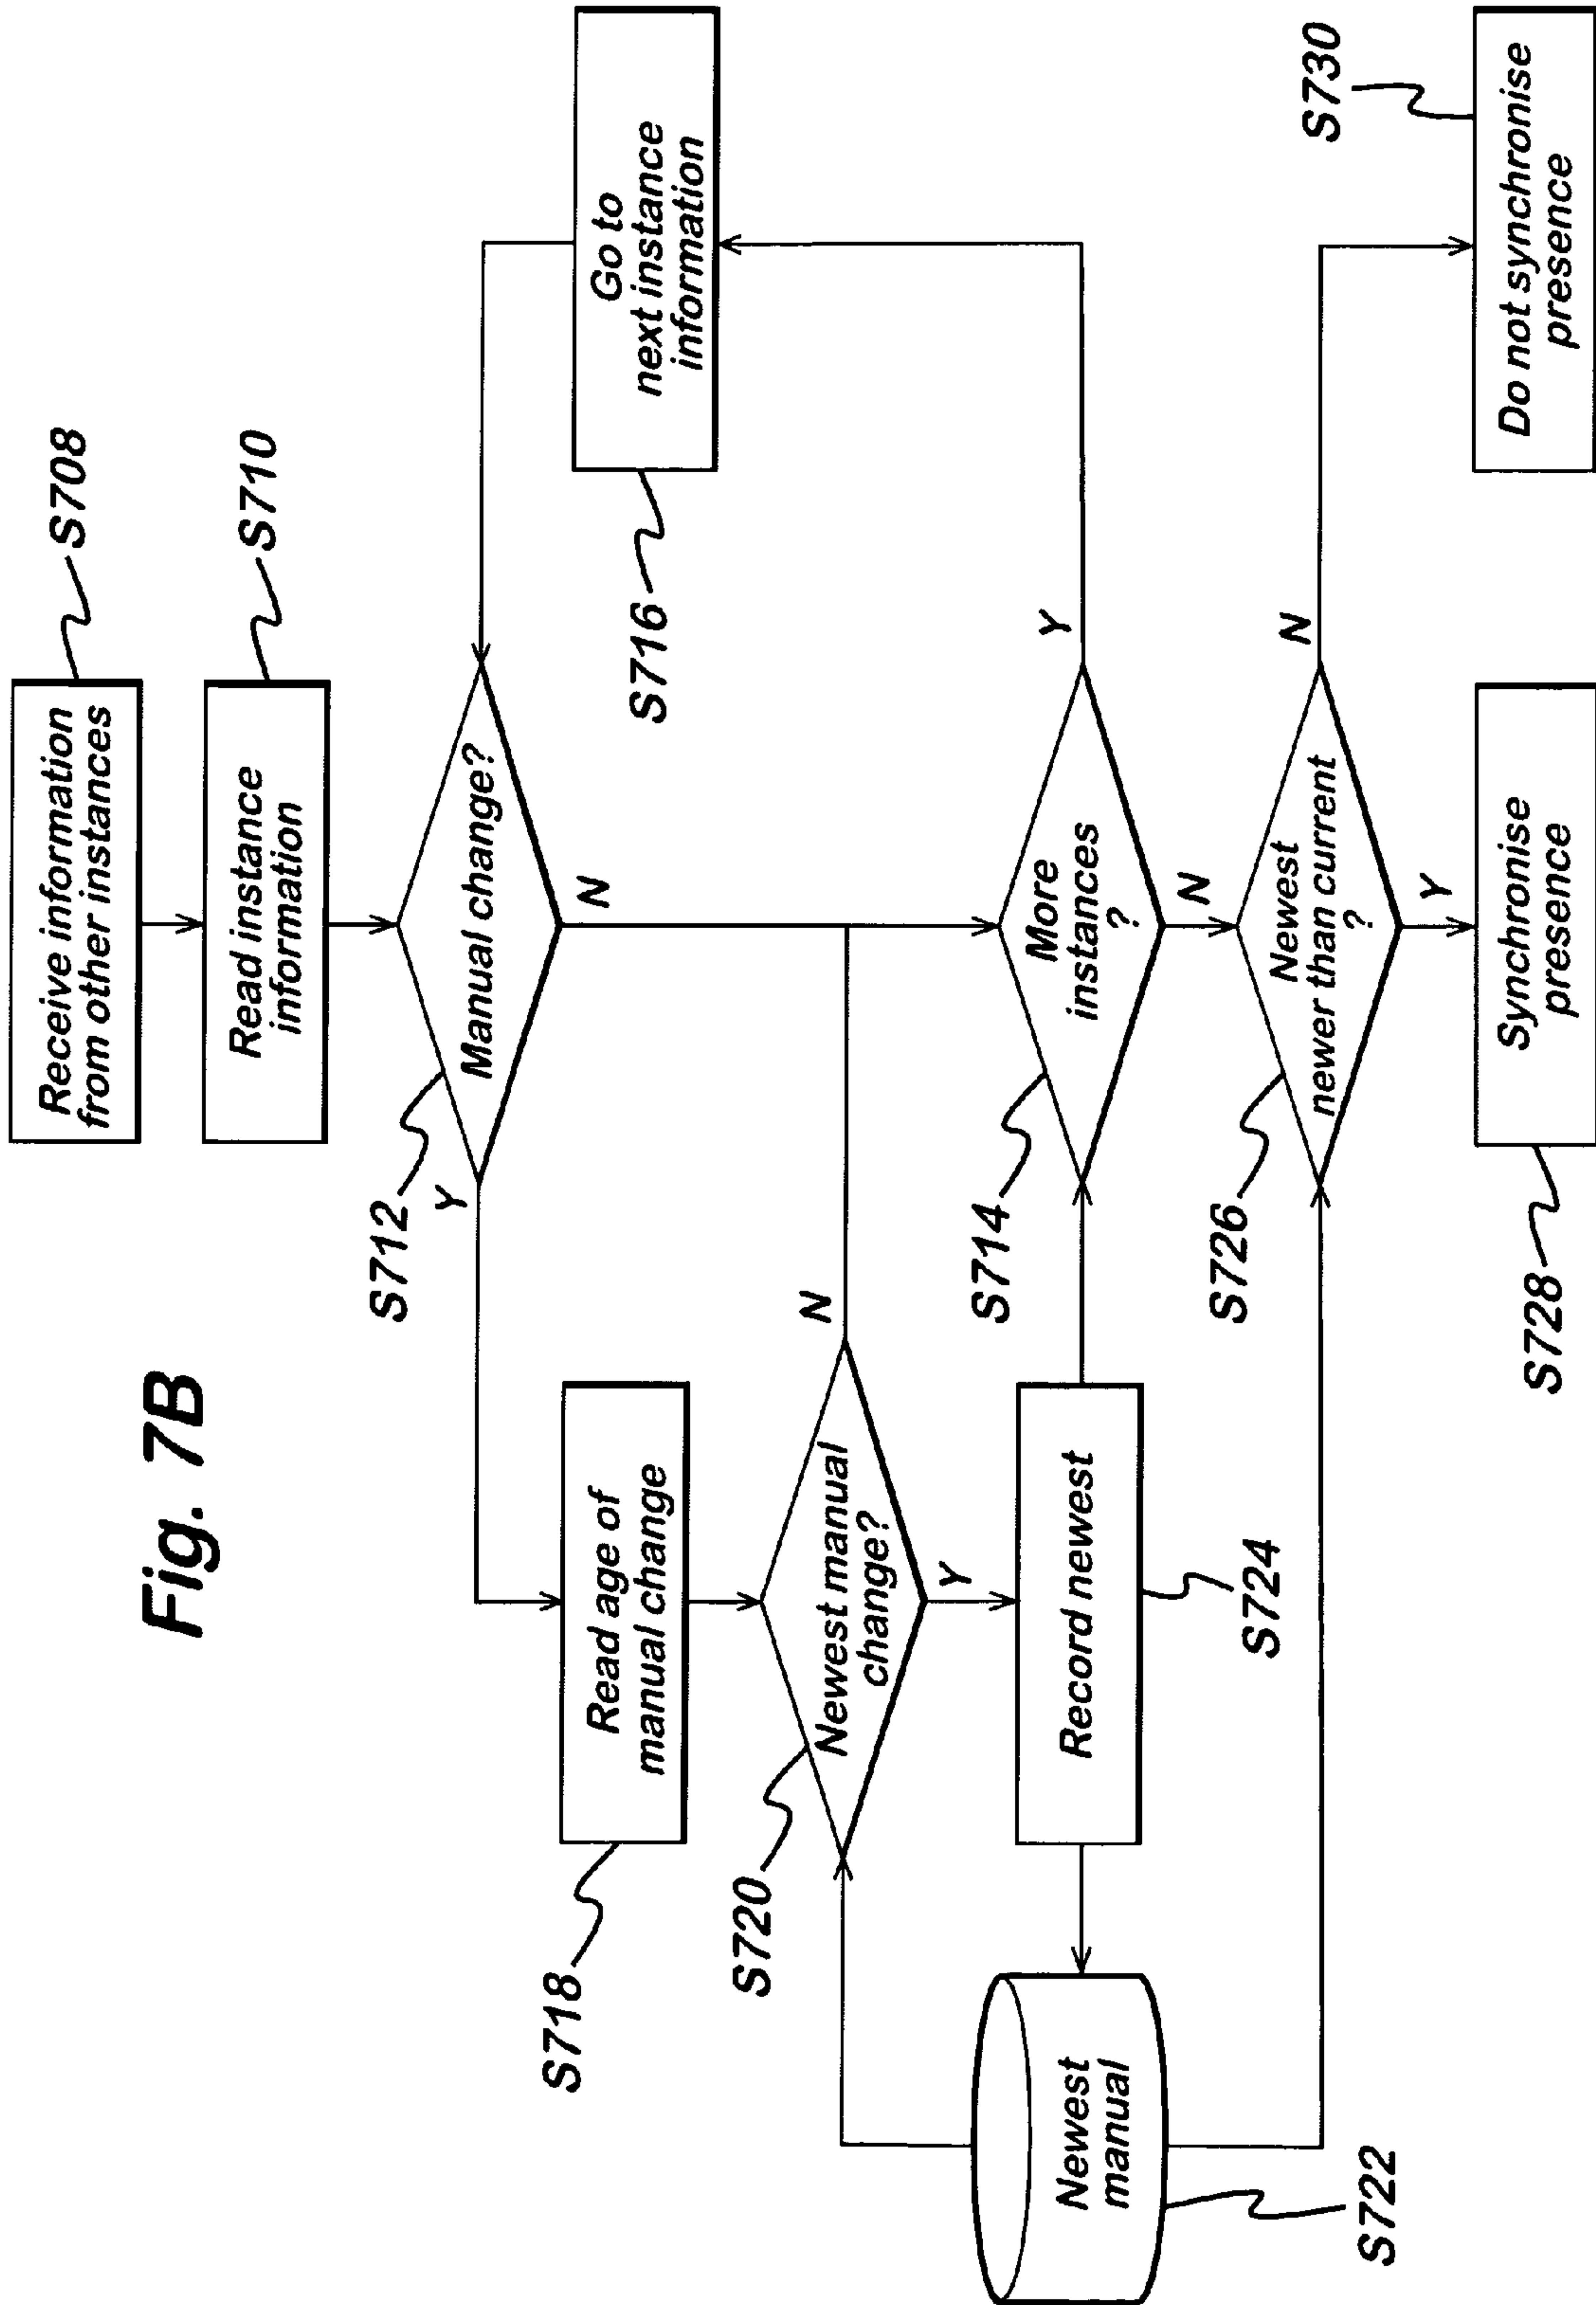 Fig. 7B
Receive information
from other instances
S708
Read instance
information
S710
Manual change?
S712
Y
N
Go to
next instance
information
S716
Read age of
manual change
S718
Newest manual
change?
S720
N
Y
Newest
manual
S722
Record newest
S724
More
instances
?
S714
Y
N
Newest
newer than current
?
S726
N
Y
Synchronise
presence
S728
Do not synchronise
presence
S730